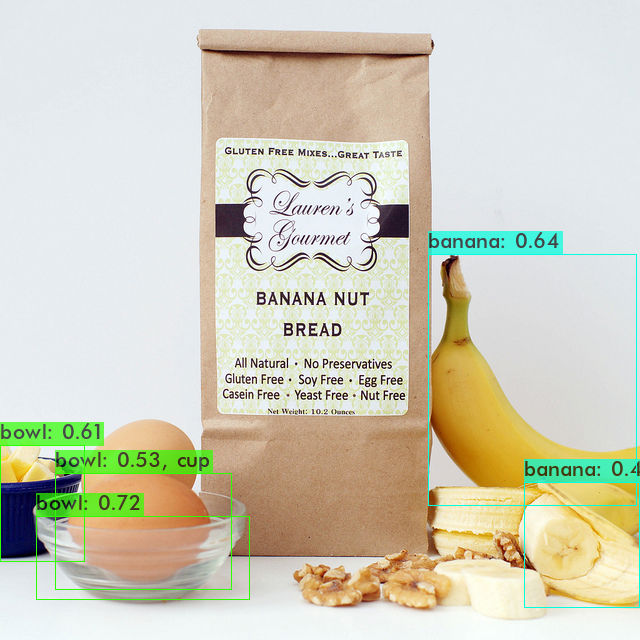 GLUTEN FREE MIXES...GREAT TASTE
Lauren's
Gourmet
BANANA NUT
BREAD
All Natural • No Preservatives
Gluten Free • Soy Free • Egg Free
Casein Free • Yeast Free • Nut Free
Net Weight: 10.2 Ounces
banana: 0.64
bowl: 0.61
bowl: 0.53, cup
banana: 0.4
bowl: 0.72